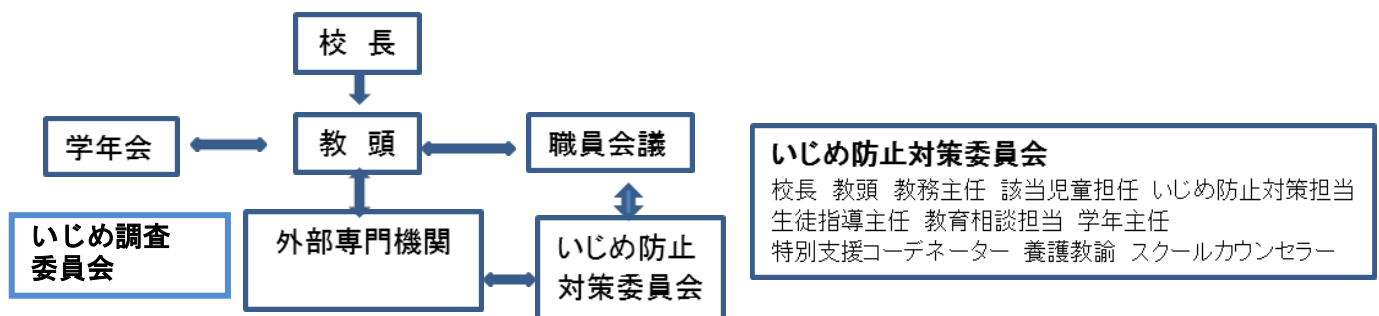 校 長
学年会
教 頭
職員会議
いじめ調査
委員会
外部専門機関
いじめ防止
対策委員会
いじめ防止対策委員会
校長 教頭 教務主任 該当児童担任 いじめ防止対策担当
生徒指導主任 教育相談担当 学年主任
特別支援コーデネーター 養護教諭 スクールカウンセラー